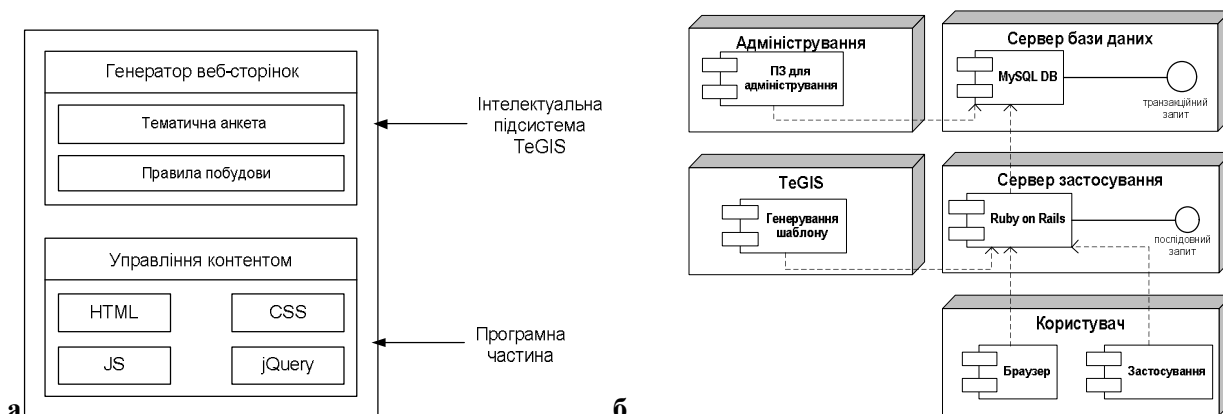 Генератор веб-сторінок
Тематична анкета
Правила побудови
Управління контентом
HTML
CSS
JS
jQuery
Інтелектуальна
підсистема
TeGIS
Програмна
частина
а
Адміністрування
ПЗ для
адміністрування
Сервер бази даних
MySQL DB
транзакційний
запит
TeGIS
Генерування
шаблону
Сервер застосування
Ruby on Rails
послідовний
запит
Користувач
Браузер
Застосування
б